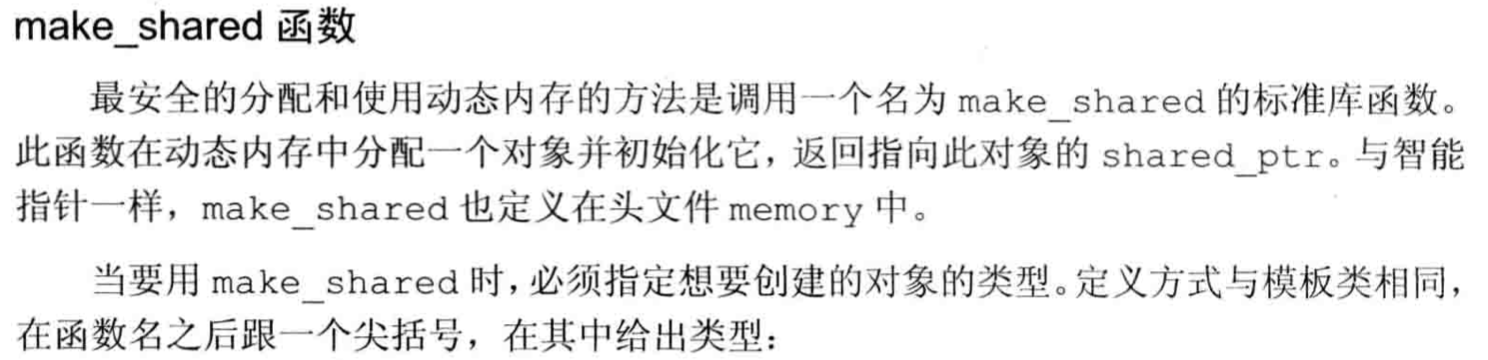 make_shared 函数
最安全的分配和使用动态内存的方法是调用一个名为 make_shared 的标准库函数。
此函数在动态内存中分配一个对象并初始化它，返回指向此对象的 shared_ptr。与智能
指针一样，make_shared 也定义在头文件 memory 中。
当要用 make_shared 时，必须指定想要创建的对象的类型。定义方式与模板类相同，
在函数名之后跟一个尖括号，在其中给出类型：